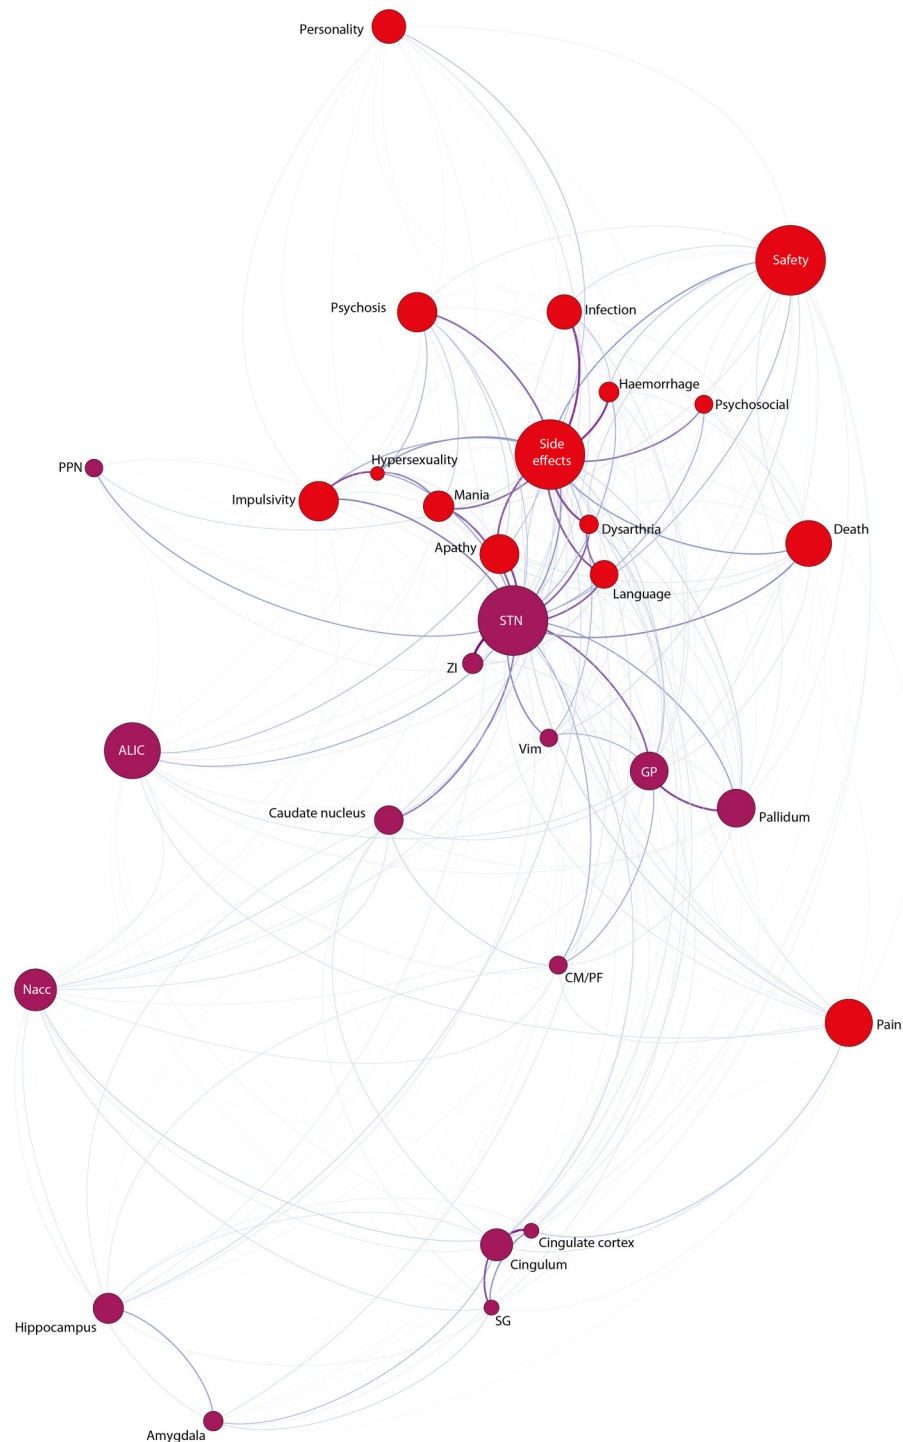 Personality
Safety
Psychosis
Infection
Haemorrhage
Psychosocial
Side
effects
Hypersexuality
PPN
Impulsivity
Mania
Dysarthria
Death
Apathy
Language
STN
ZI
Vim
ALIC
GP
Caudate nucleus
Pallidum
CM/PF
Nacc
Pain
Cingulate cortex
Cingulum
SG
Hippocampus
Amygdala